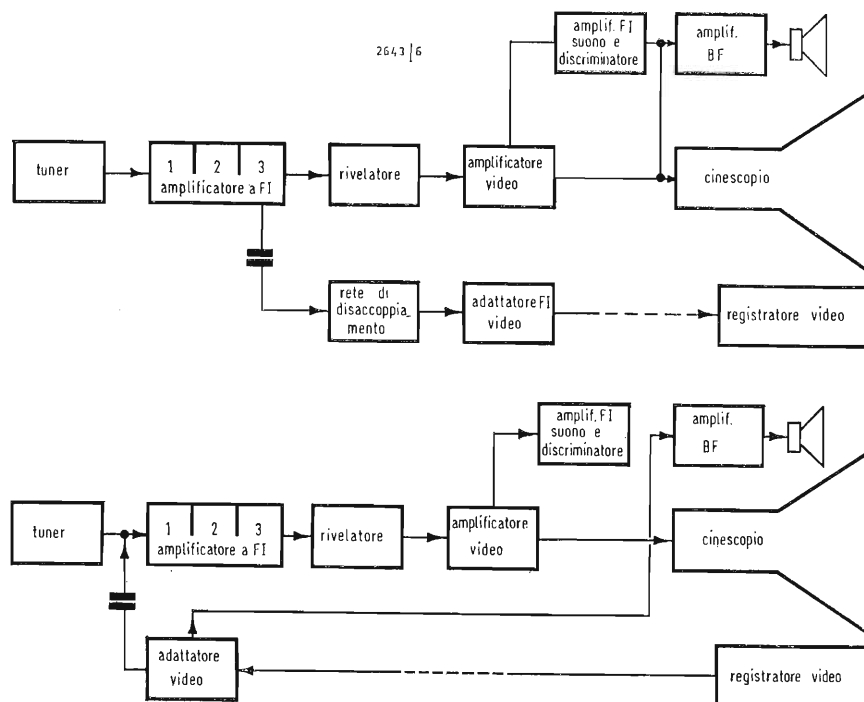 2643/6
amplif. FI
suono e
discriminatore
amplif.
BF
tuner
1 2 3
amplificatore a FI
rivelatore
amplificatore
video
cinescopio
rete di
disaccoppia_
mento
adattatore FI
video
registratore video
amplif. FI
suono e
discriminatore
amplif.
BF
tuner
1 2 3
amplificatore a FI
rivelatore
amplificatore
video
cinescopio
adattatore
video
registratore video